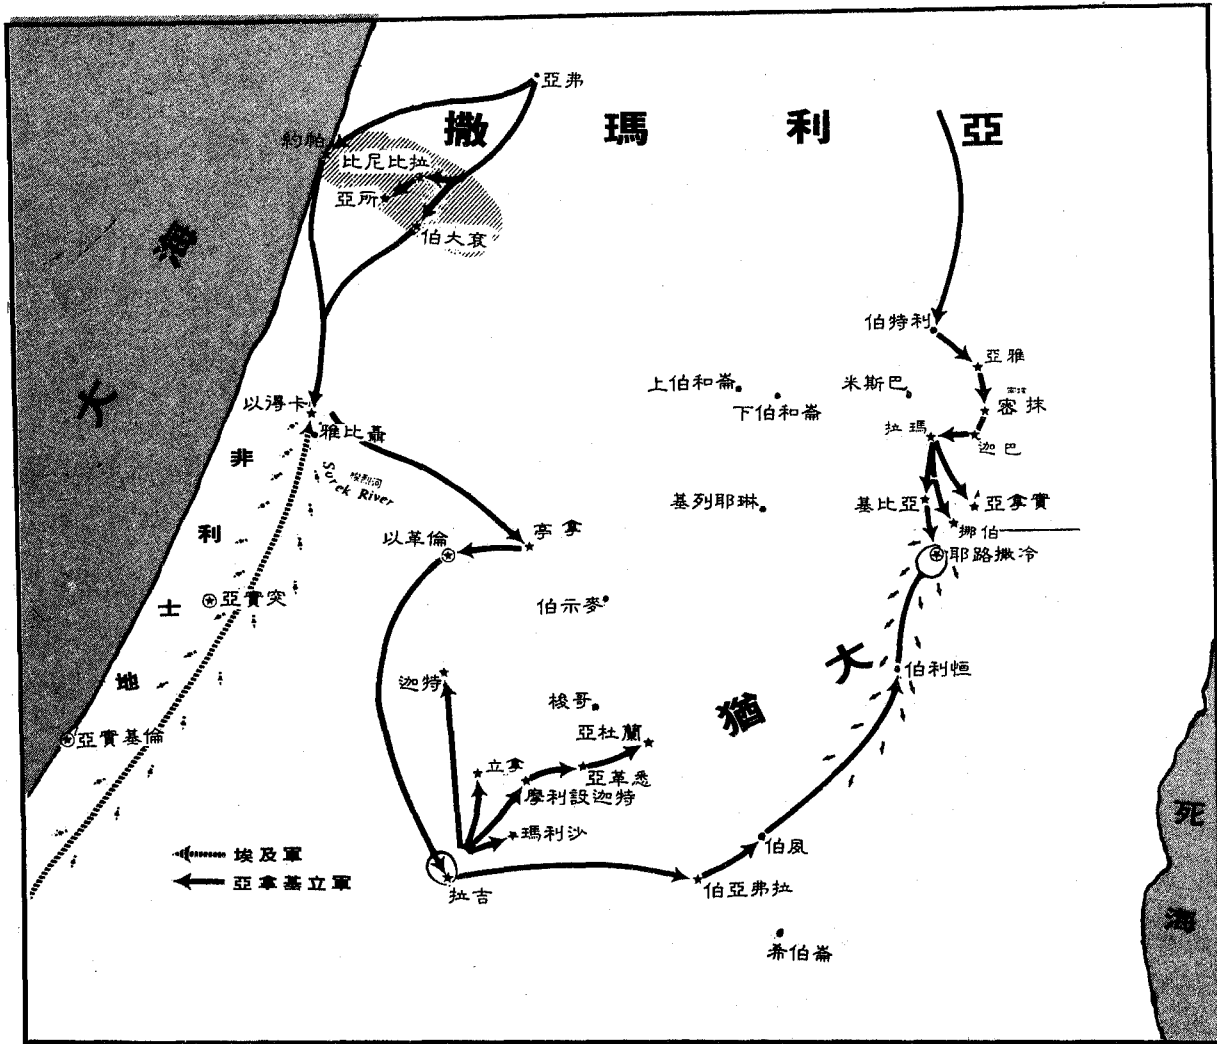 亞弗
撒瑪利亞
約帕
比尼比拉
亞所
伯大袞
大海
伯特利
亞雅
上伯和崙
下伯和崙
米斯巴
密抹
拉瑪
迦巴
以得卡
雅比聶
非利士地
梭烈河
Sorek River
基列耶琳
基比亞
亞拿實
挪伯
耶路撒冷
以革倫
亭拿
亞實突
伯示麥
伯利恒
迦特
梭哥
猶大
亞杜蘭
亞實基倫
立拿
亞革悉
摩利設迦特
瑪利沙
伯夙
死海
埃及軍
亞拿基立軍
拉吉
伯亞弗拉
希伯崙